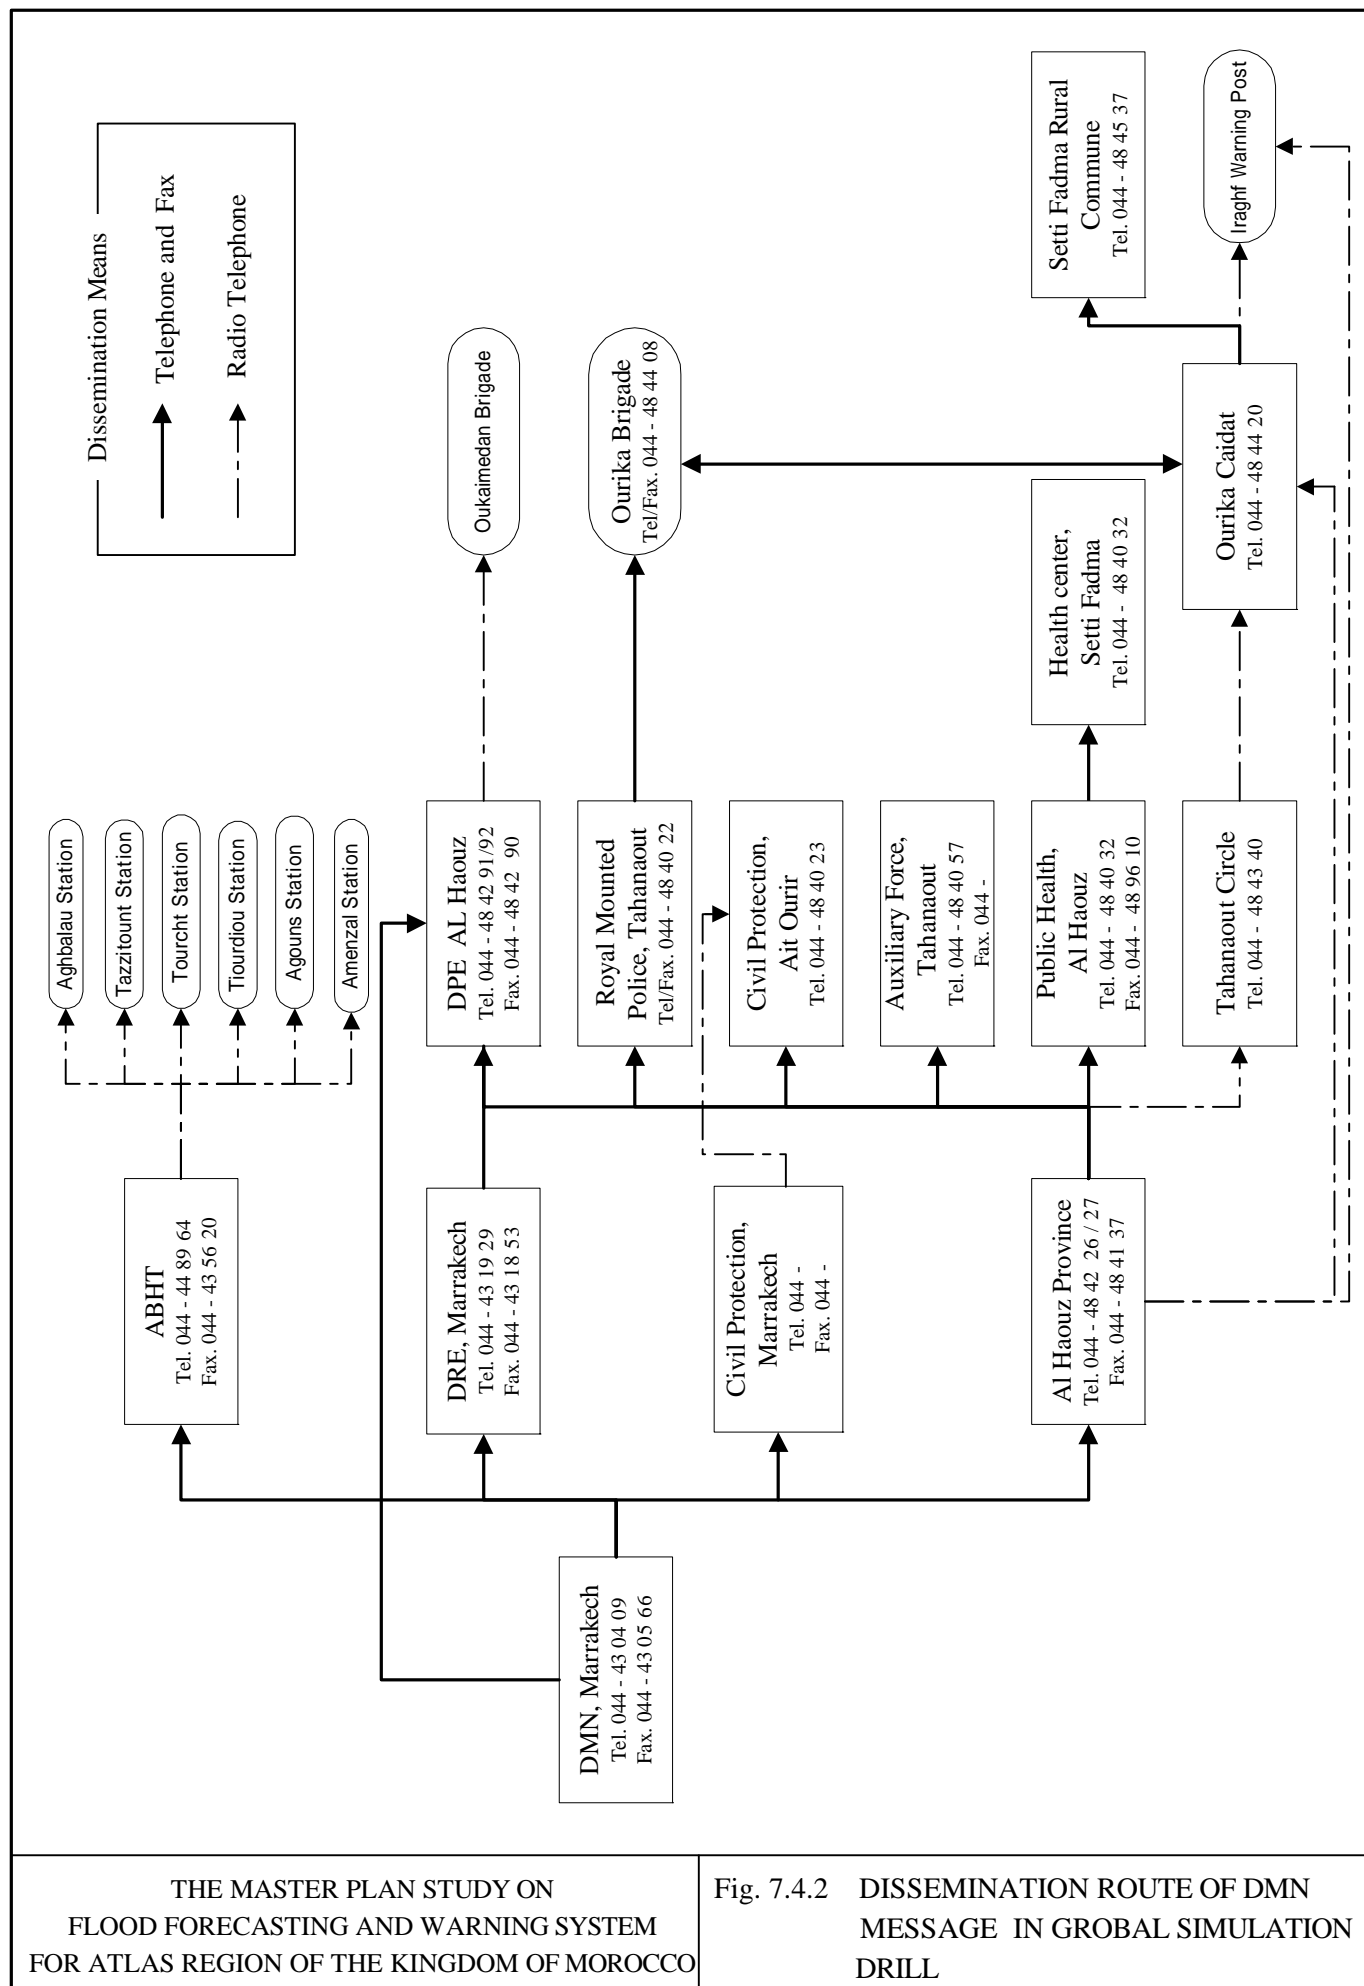 Dissemination Means
Telephone and Fax
Radio Telephone
DMN, Marrakech
Tel. 044 - 43 04 09
Fax. 044 - 43 05 66
ABHT
Tel. 044 - 44 89 64
Fax. 044 - 43 56 20
DRE, Marrakech
Tel. 044 - 43 19 29
Fax. 044 - 43 18 53
Civil Protection,
Marrakech
Tel. 044 -
Fax. 044 -
Al Haouz Province
Tel. 044 - 48 42 26 / 27
Fax. 044 - 48 41 37
Aghbalau Station
Tazzitount Station
Tourcht Station
Tiourdiou Station
Agouns Station
Amenzal Station
DPE AL Haouz
Tel. 044 - 48 42 91/92
Fax. 044 - 48 42 90
Royal Mounted
Police, Tahanaout
Tel/Fax. 044 - 48 40 22
Civil Protection,
Ait Ourir
Tel. 044 - 48 40 23
Auxiliary Force,
Tahanaout
Tel. 044 - 48 40 57
Fax. 044 -
Public Health,
Al Haouz
Tel. 044 - 48 40 32
Fax. 044 - 48 96 10
Tahanaout Circle
Tel. 044 - 48 43 40
Oukaimedan Brigade
Ourika Brigade
Tel/Fax. 044 - 48 44 08
Health center,
Setti Fadma
Tel. 044 - 48 40 32
Ourika Caidat
Tel. 044 - 48 44 20
Setti Fadma Rural
Commune
Tel. 044 - 48 45 37
Iraghf Warning Post
THE MASTER PLAN STUDY ON
FLOOD FORECASTING AND WARNING SYSTEM
FOR ATLAS REGION OF THE KINGDOM OF MOROCCO
Fig. 7.4.2 DISSEMINATION ROUTE OF DMN
MESSAGE IN GROBAL SIMULATION
DRILL